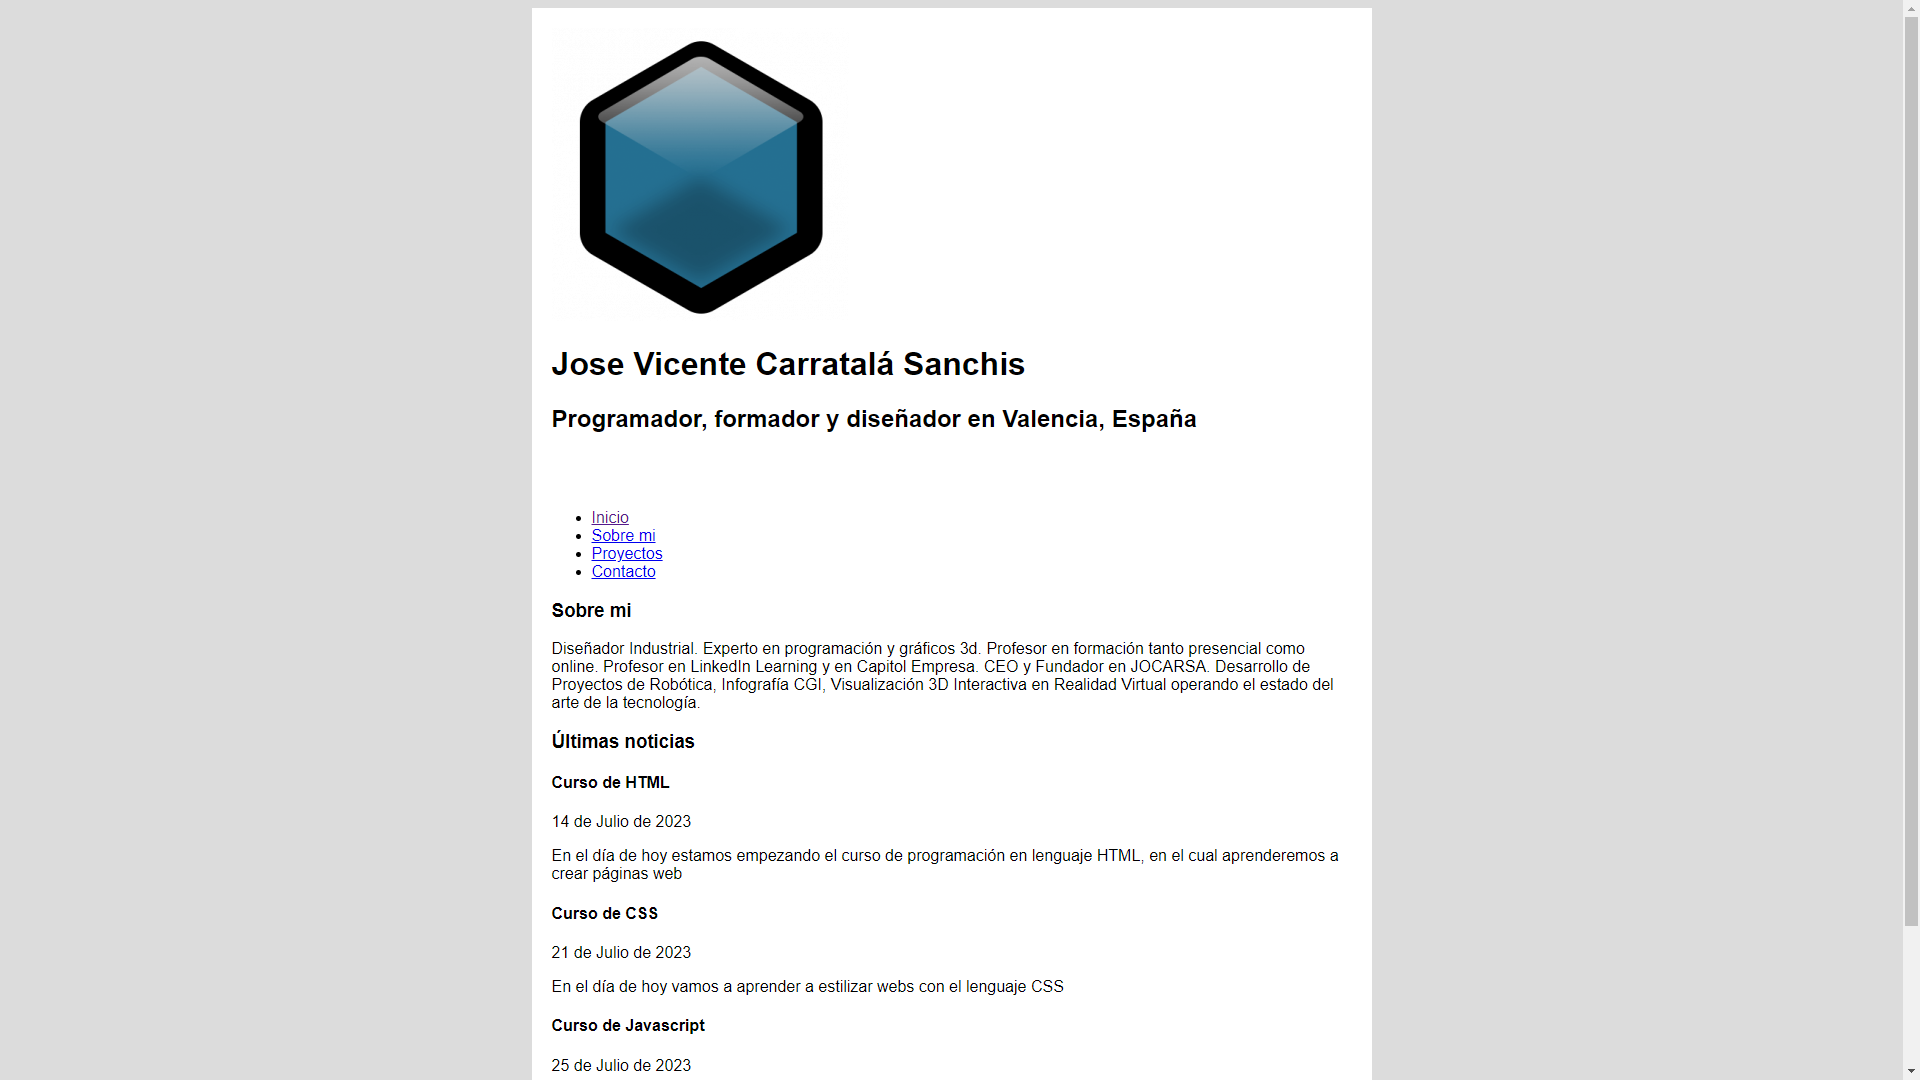 Jose Vicente Carratalá Sanchis
Programador, formador y diseñador en Valencia, España
Inicio
Sobre mi
Proyectos
Contacto
Sobre mi
Diseñador Industrial. Experto en programación y gráficos 3d. Profesor en formación tanto presencial como
online. Profesor en LinkedIn Learning y en Capitol Empresa. CEO y Fundador en JOCARSA. Desarrollo de
Proyectos de Robótica, Infografía CGI, Visualización 3D Interactiva en Realidad Virtual operando el estado del
arte de la tecnología.
Últimas noticias
Curso de HTML
14 de Julio de 2023
En el día de hoy estamos empezando el curso de programación en lenguaje HTML, en el cual aprenderemos a
crear páginas web
Curso de CSS
21 de Julio de 2023
En el día de hoy vamos a aprender a estilizar webs con el lenguaje CSS
Curso de Javascript
25 de Julio de 2023